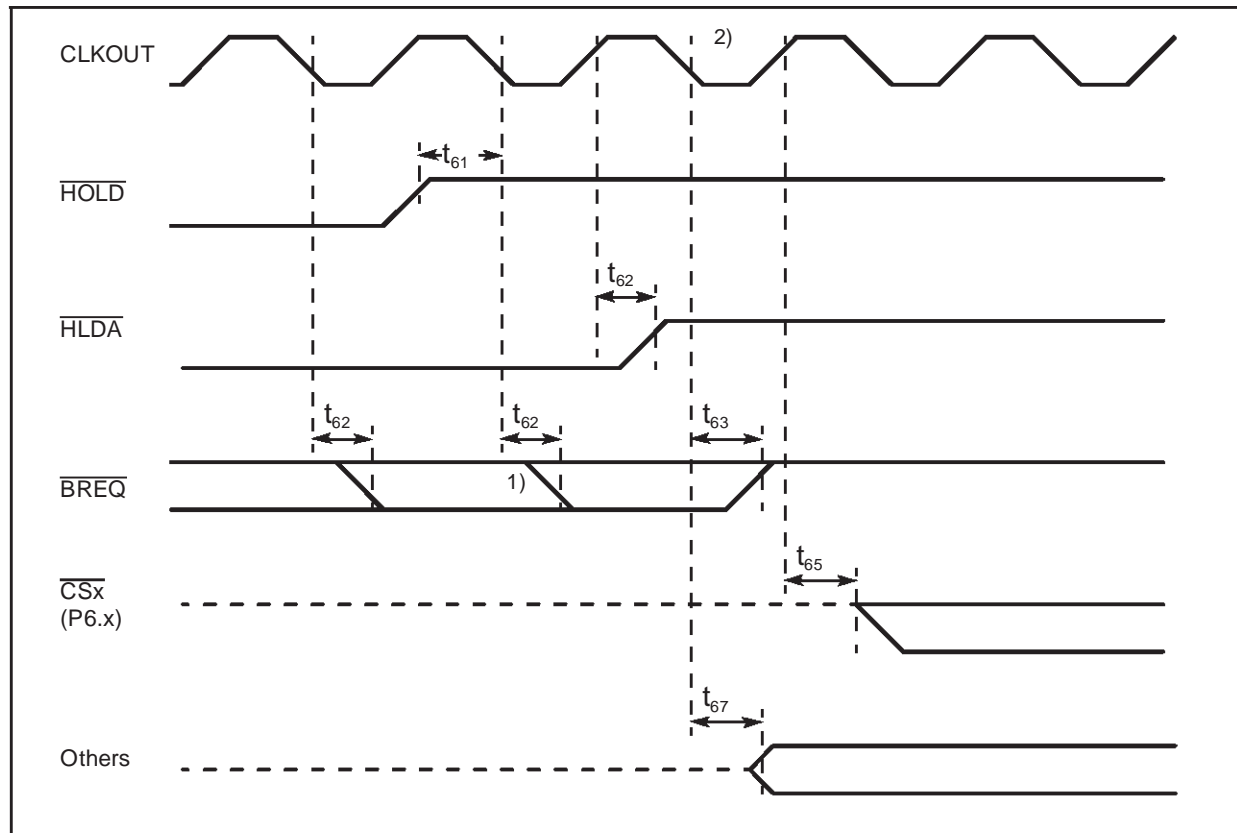 CLKOUT
2)
t61
HOLD
t62
HLDA
t62
t62
t63
BREQ
1)
t65
CSx
(P6.x)
t67
Others